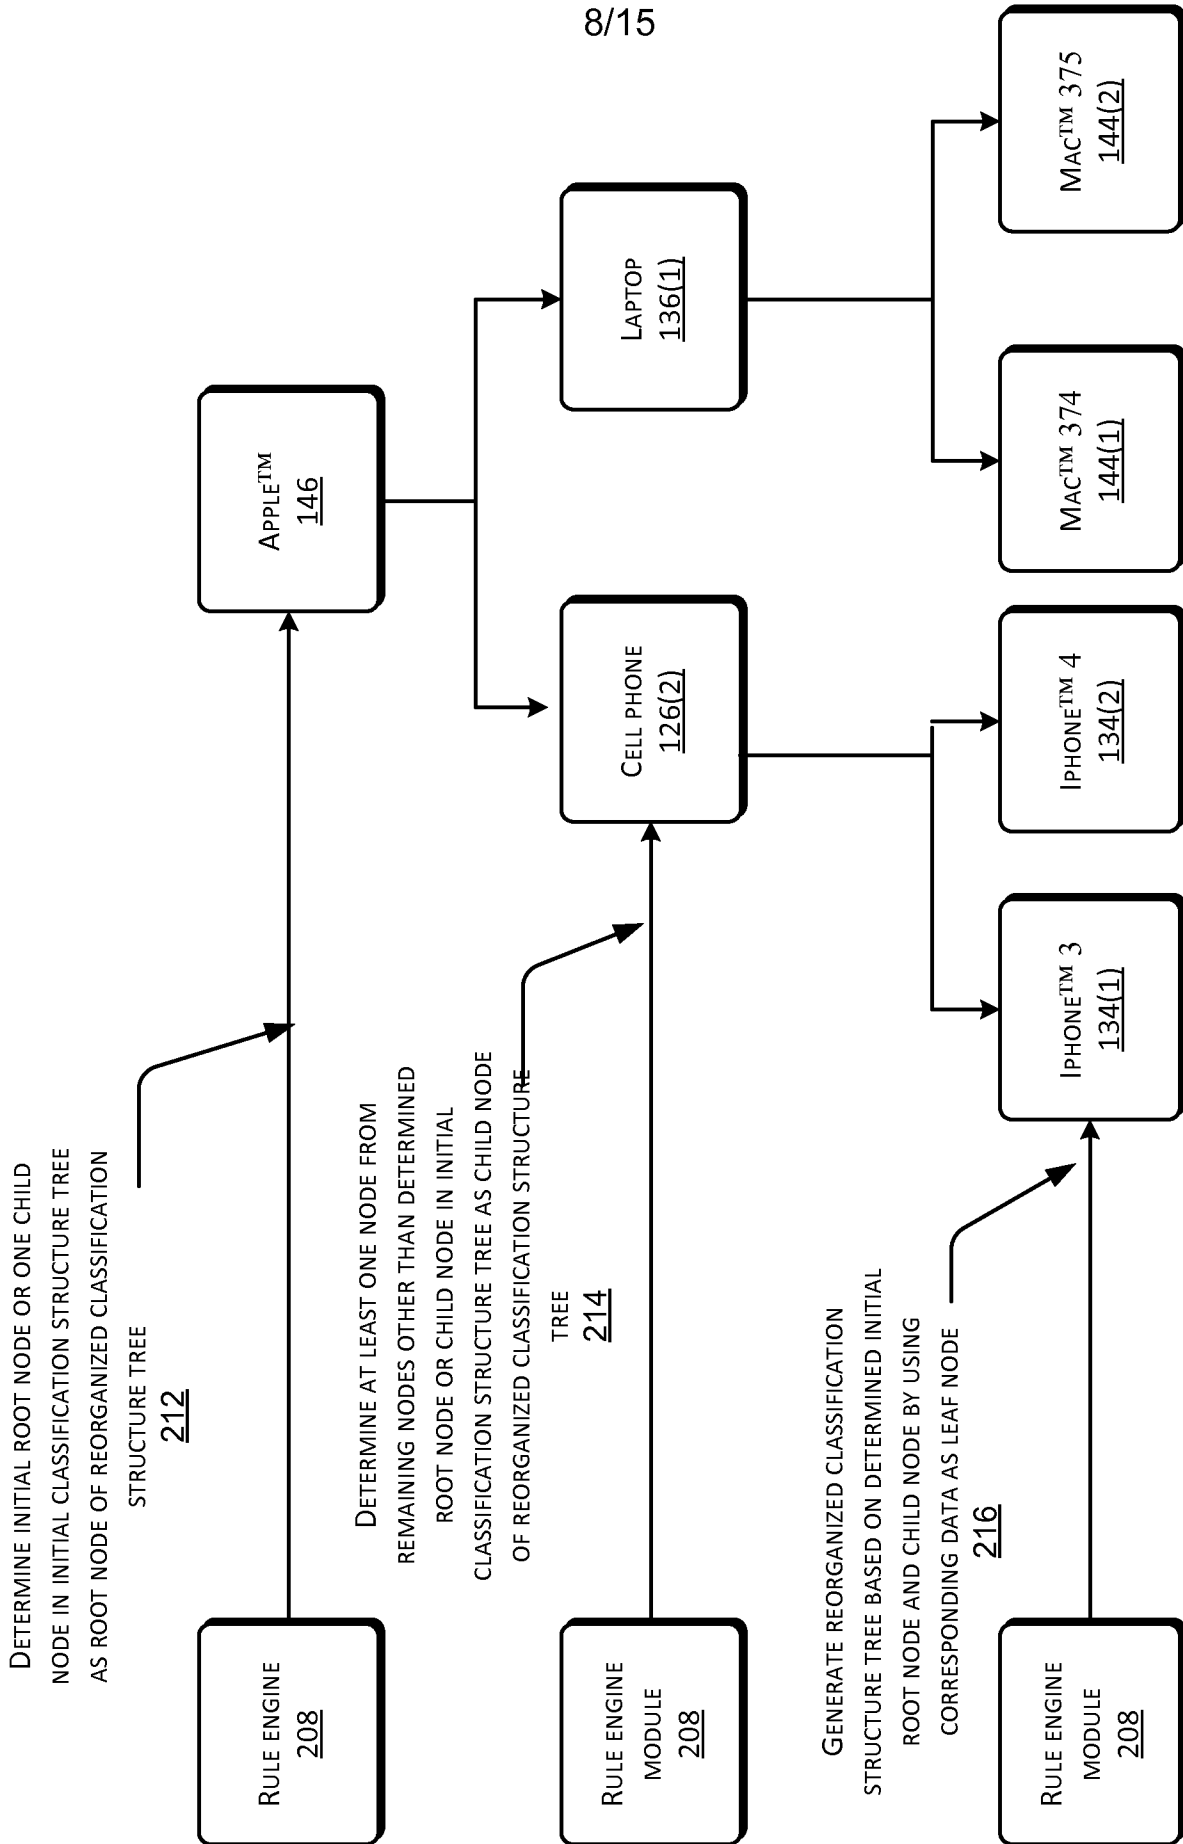 8/15
DETERMINE INITIAL ROOT NODE OR ONE CHILD
NODE IN INITIAL CLASSIFICATION STRUCTURE TREE
AS ROOT NODE OF REORGANIZED CLASSIFICATION
STRUCTURE TREE
212
RULE ENGINE
208
APPLE™
146
DETERMINE AT LEAST ONE NODE FROM
REMAINING NODES OTHER THAN DETERMINED
ROOT NODE OR CHILD NODE IN INITIAL
CLASSIFICATION STRUCTURE TREE AS CHILD NODE
OF REORGANIZED CLASSIFICATION STRUCTURE
TREE
214
RULE ENGINE
MODULE
208
CELL PHONE
126(2)
LAPTOP
136(1)
GENERATE REORGANIZED CLASSIFICATION
STRUCTURE TREE BASED ON DETERMINED INITIAL
ROOT NODE AND CHILD NODE BY USING
CORRESPONDING DATA AS LEAF NODE
216
RULE ENGINE
MODULE
208
IPHONE™ 3
134(1)
IPHONE™ 4
134(2)
MAC™ 374
144(1)
MAC™ 375
144(2)